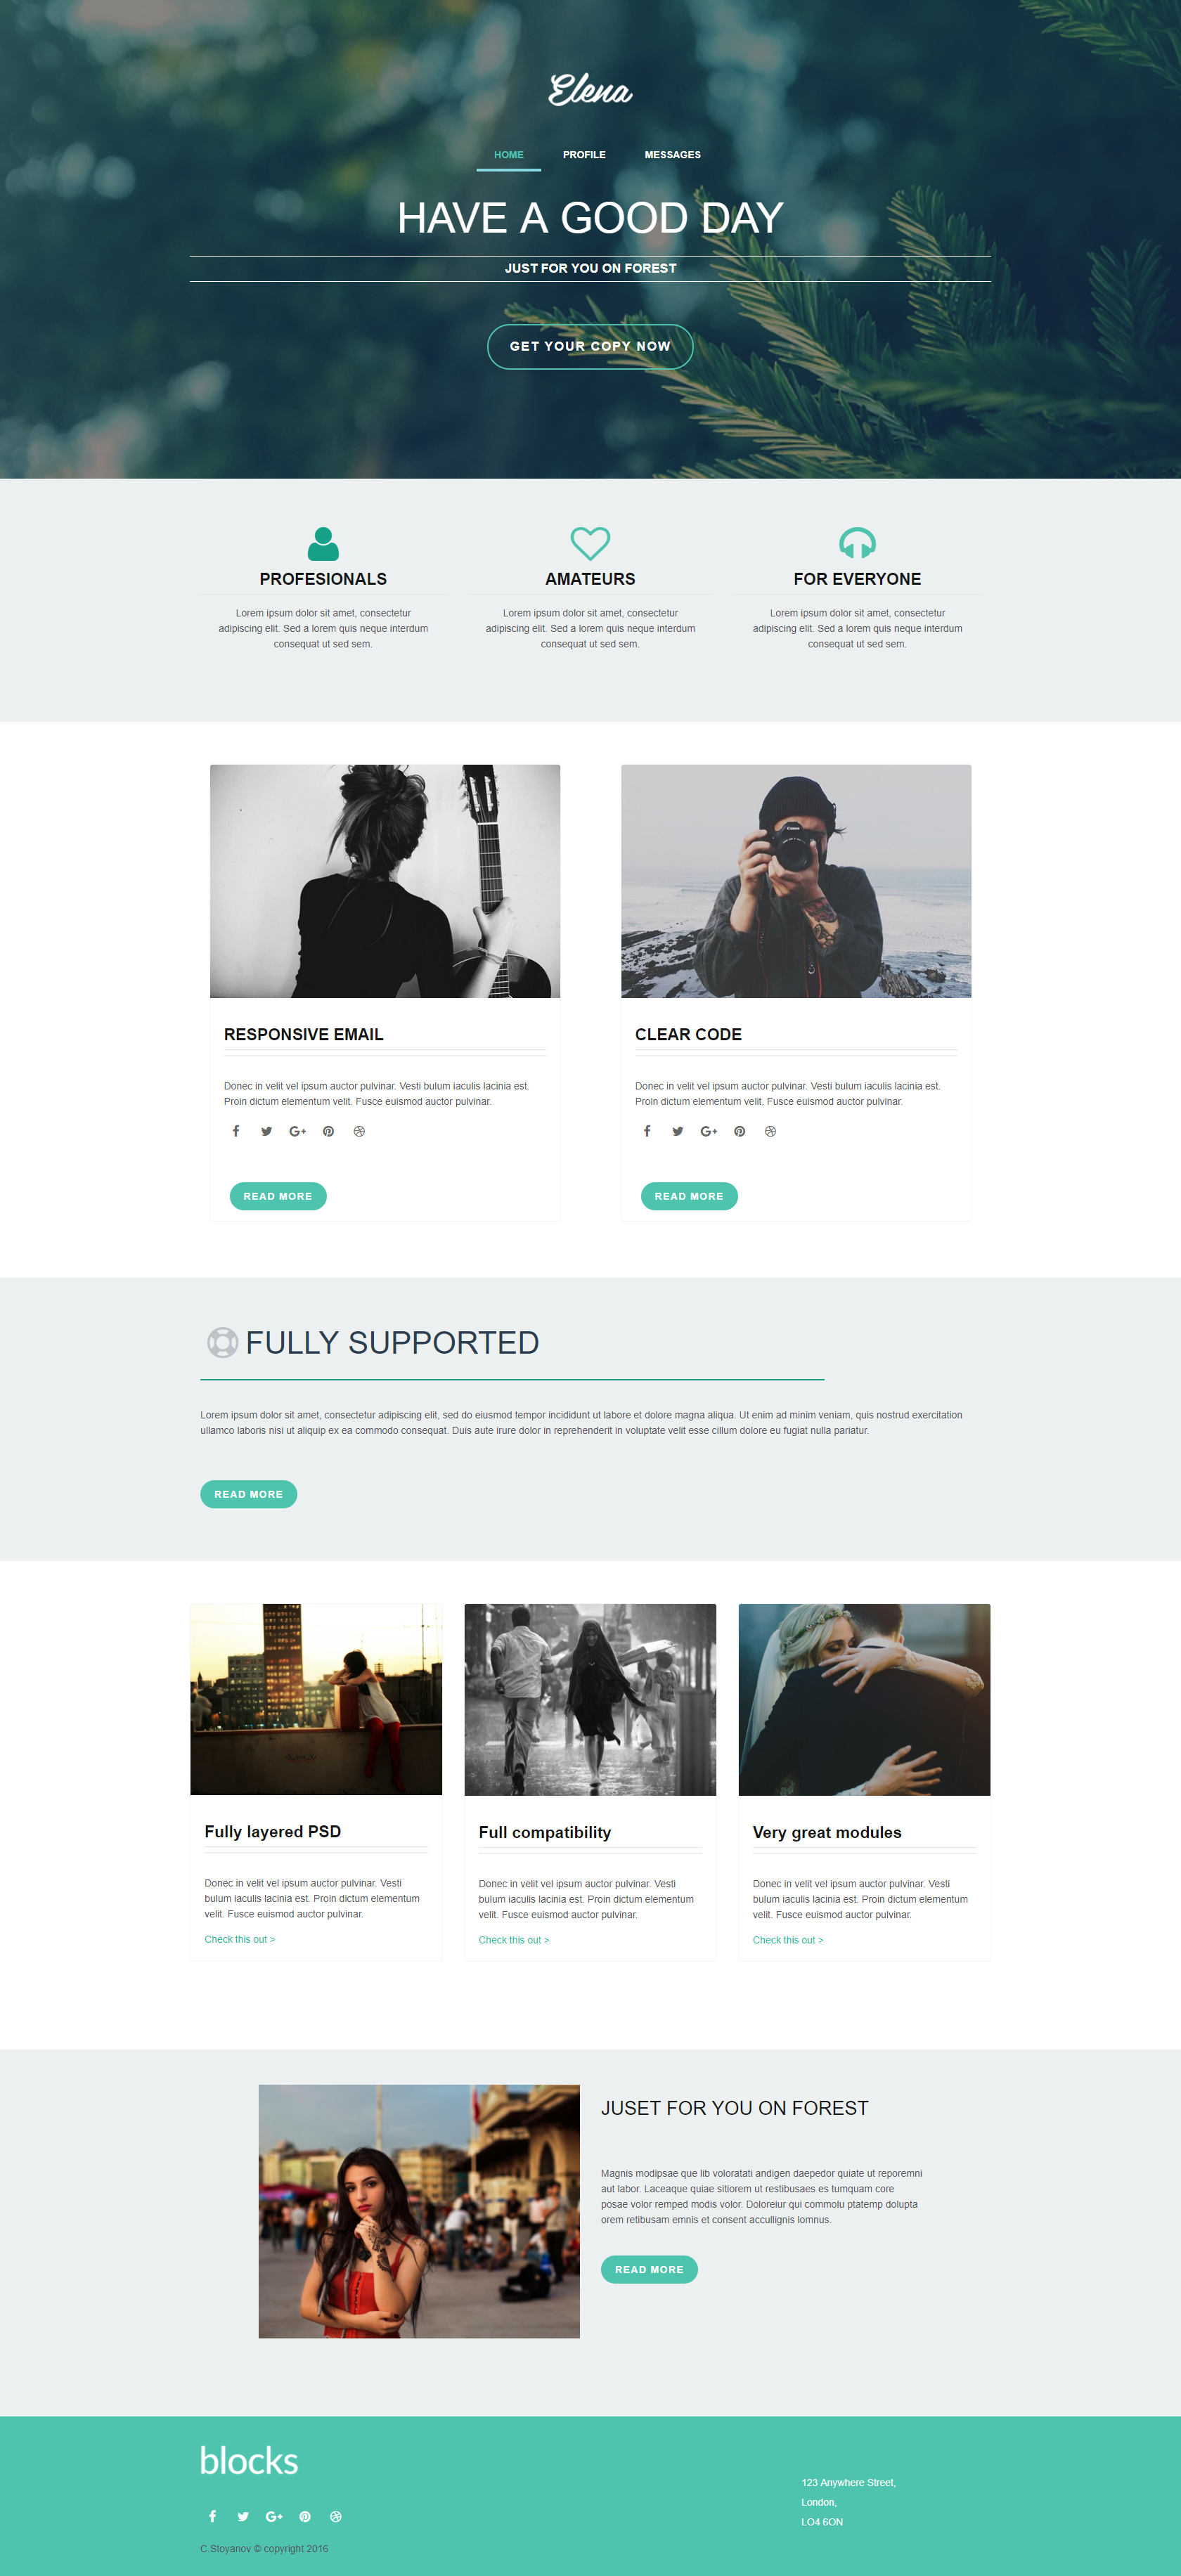 Elena
HOME PROFILE MESSAGES
HAVE A GOOD DAY
JUST FOR YOU ON FOREST
GET YOUR COPY NOW
PROFESIONALS
Lorem ipsum dolor sit amet, consectetur
adipiscing elit. Sed a lorem quis neque interdum
consequat ut sed sem.
AMATEURS
Lorem ipsum dolor sit amet, consectetur
adipiscing elit. Sed a lorem quis neque interdum
consequat ut sed sem.
FOR EVERYONE
Lorem ipsum dolor sit amet, consectetur
adipiscing elit. Sed a lorem quis neque interdum
consequat ut sed sem.
RESPONSIVE EMAIL
Donec in velit vel ipsum auctor pulvinar. Vesti bulum iaculis lacinia est.
Proin dictum elementum velit. Fusce euismod auctor pulvinar.
READ MORE
Canon
CLEAR CODE
Donec in velit vel ipsum auctor pulvinar. Vesti bulum iaculis lacinia est.
Proin dictum elementum velit. Fusce euismod auctor pulvinar.
READ MORE
FULLY SUPPORTED
Lorem ipsum dolor sit amet, consectetur adipiscing elit, sed do eiusmod tempor incididunt ut labore et dolore magna aliqua. Ut enim ad minim veniam, quis nostrud exercitation
ullamco laboris nisi ut aliquip ex ea commodo consequat. Duis aute irure dolor in reprehenderit in voluptate velit esse cillum dolore eu fugiat nulla pariatur.
READ MORE
Fully layered PSD
Donec in velit vel ipsum auctor pulvinar. Vesti
bulum iaculis lacinia est. Proin dictum elementum
velit. Fusce euismod auctor pulvinar.
Check this out >
Full compatibility
Donec in velit vel ipsum auctor pulvinar. Vesti
bulum iaculis lacinia est. Proin dictum elementum
velit. Fusce euismod auctor pulvinar.
Check this out >
Very great modules
Donec in velit vel ipsum auctor pulvinar. Vesti
bulum iaculis lacinia est. Proin dictum elementum
velit. Fusce euismod auctor pulvinar.
Check this out >
JUSET FOR YOU ON FOREST
Magnis modipsae que lib voloratati andigen daepedor quiate ut reporemni
aut labor. Laceaque quiae sitiorem ut restibusaes es tumquam core
posae volor remped modis volor. Doloreiur qui commolu ptatemp dolupta
orem retibusam emnis et consent accullignis lomnus.
READ MORE
blocks
C.Stoyanov © copyright 2016
123 Anywhere Street,
London,
LO4 6ON